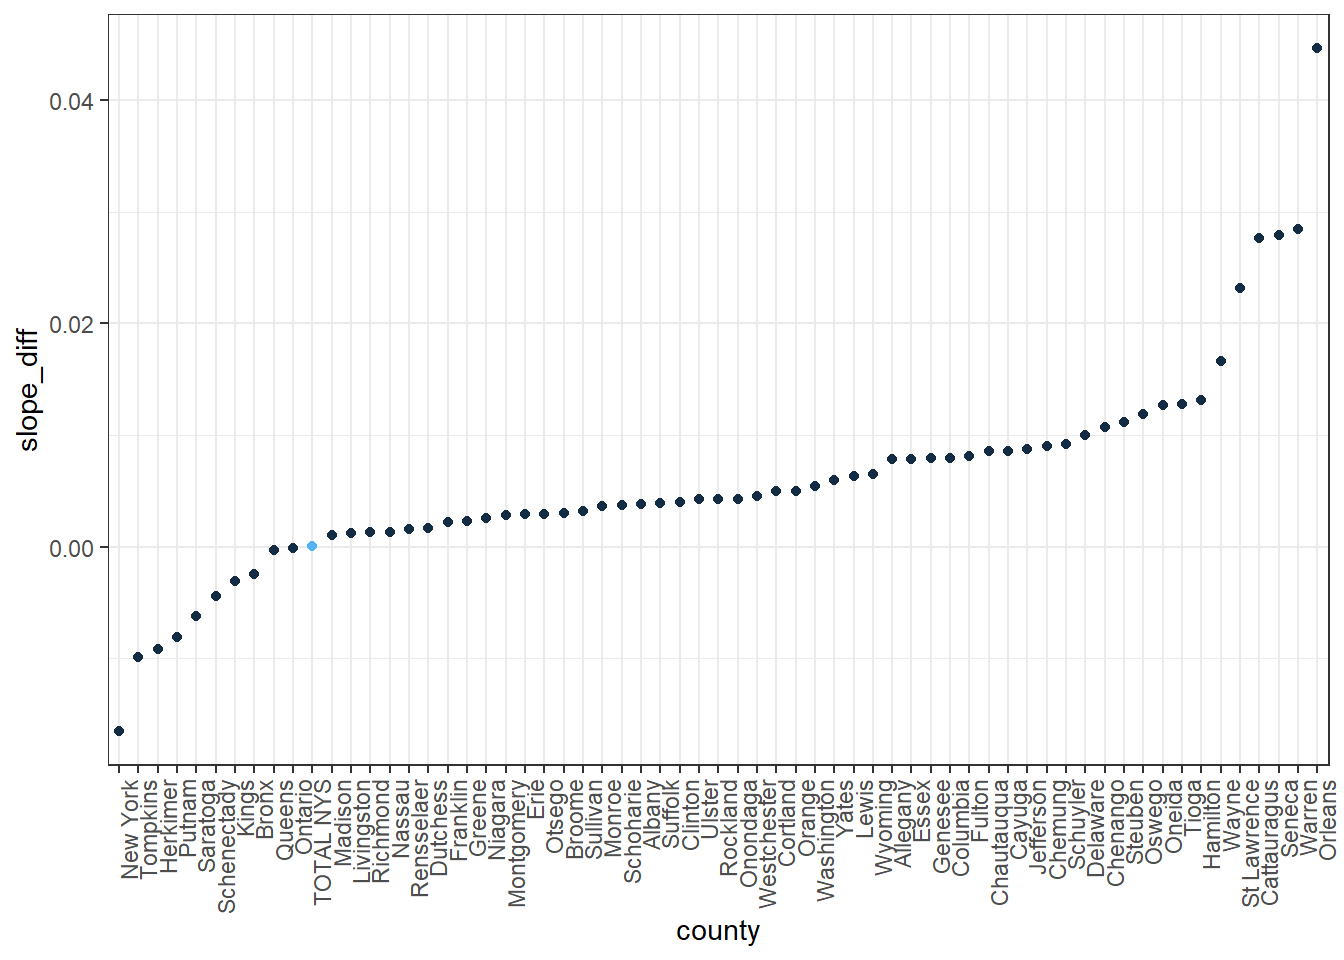 0.04
0.02
0.00
slope_diff
New York
Tompkins
Herkimer
Putnam
Saratoga
Schenectady
Kings
Bronx
Queens
Ontario
TOTAL NYS
Madison
Livingston
Richmond
Nassau
Rensselaer
Dutchess
Franklin
Greene
Niagara
Montgomery
Erie
Otsego
Broome
Sullivan
Monroe
Schoharie
Albany
Suffolk
Clinton
Ulster
Rockland
Onondaga
Westchester
Cortland
Orange
Washington
Yates
Lewis
Wyoming
Allegany
Essex
Genesee
Columbia
Fulton
Chautauqua
Cayuga
Jefferson
Chemung
Schuyler
Delaware
Chenango
Steuben
Oswego
Oneida
Tioga
Hamilton
Wayne
St Lawrence
Cattaraugus
Seneca
Warren
Orleans
county